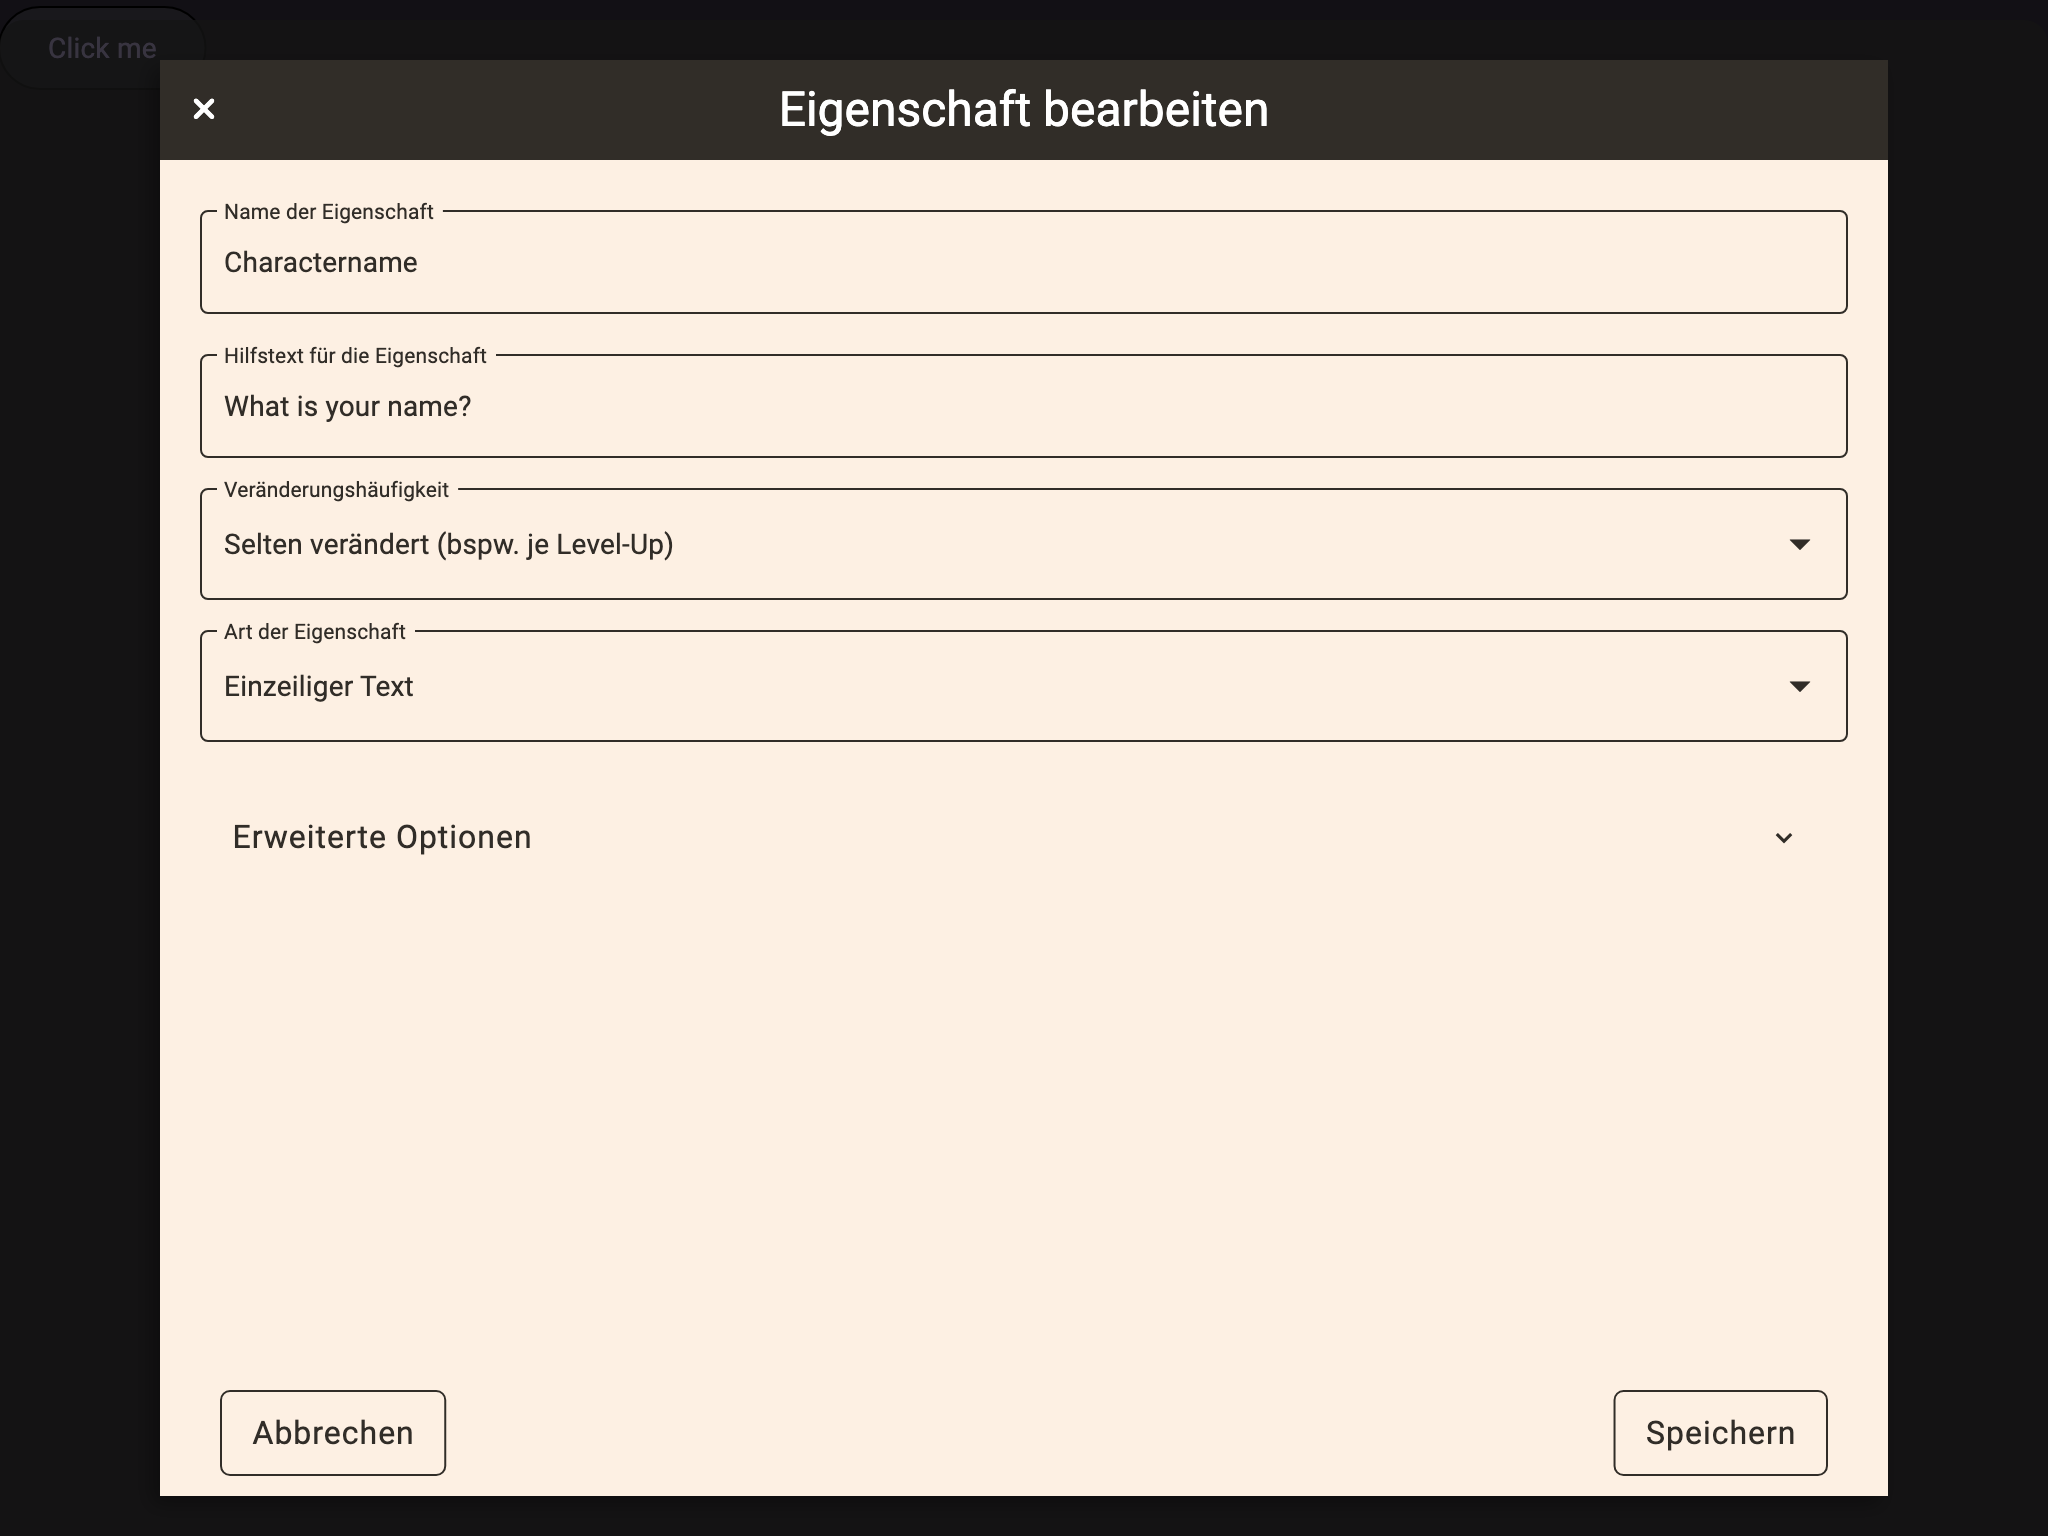 Click me
Eigenschaft bearbeiten
Name der Eigenschaft
Charactername
Hilfstext für die Eigenschaft
What is your name?
Veränderungshäufigkeit
Selten verändert (bspw. je Level-Up)
Art der Eigenschaft
Einzeiliger Text
Erweiterte Optionen
Abbrechen
Speichern